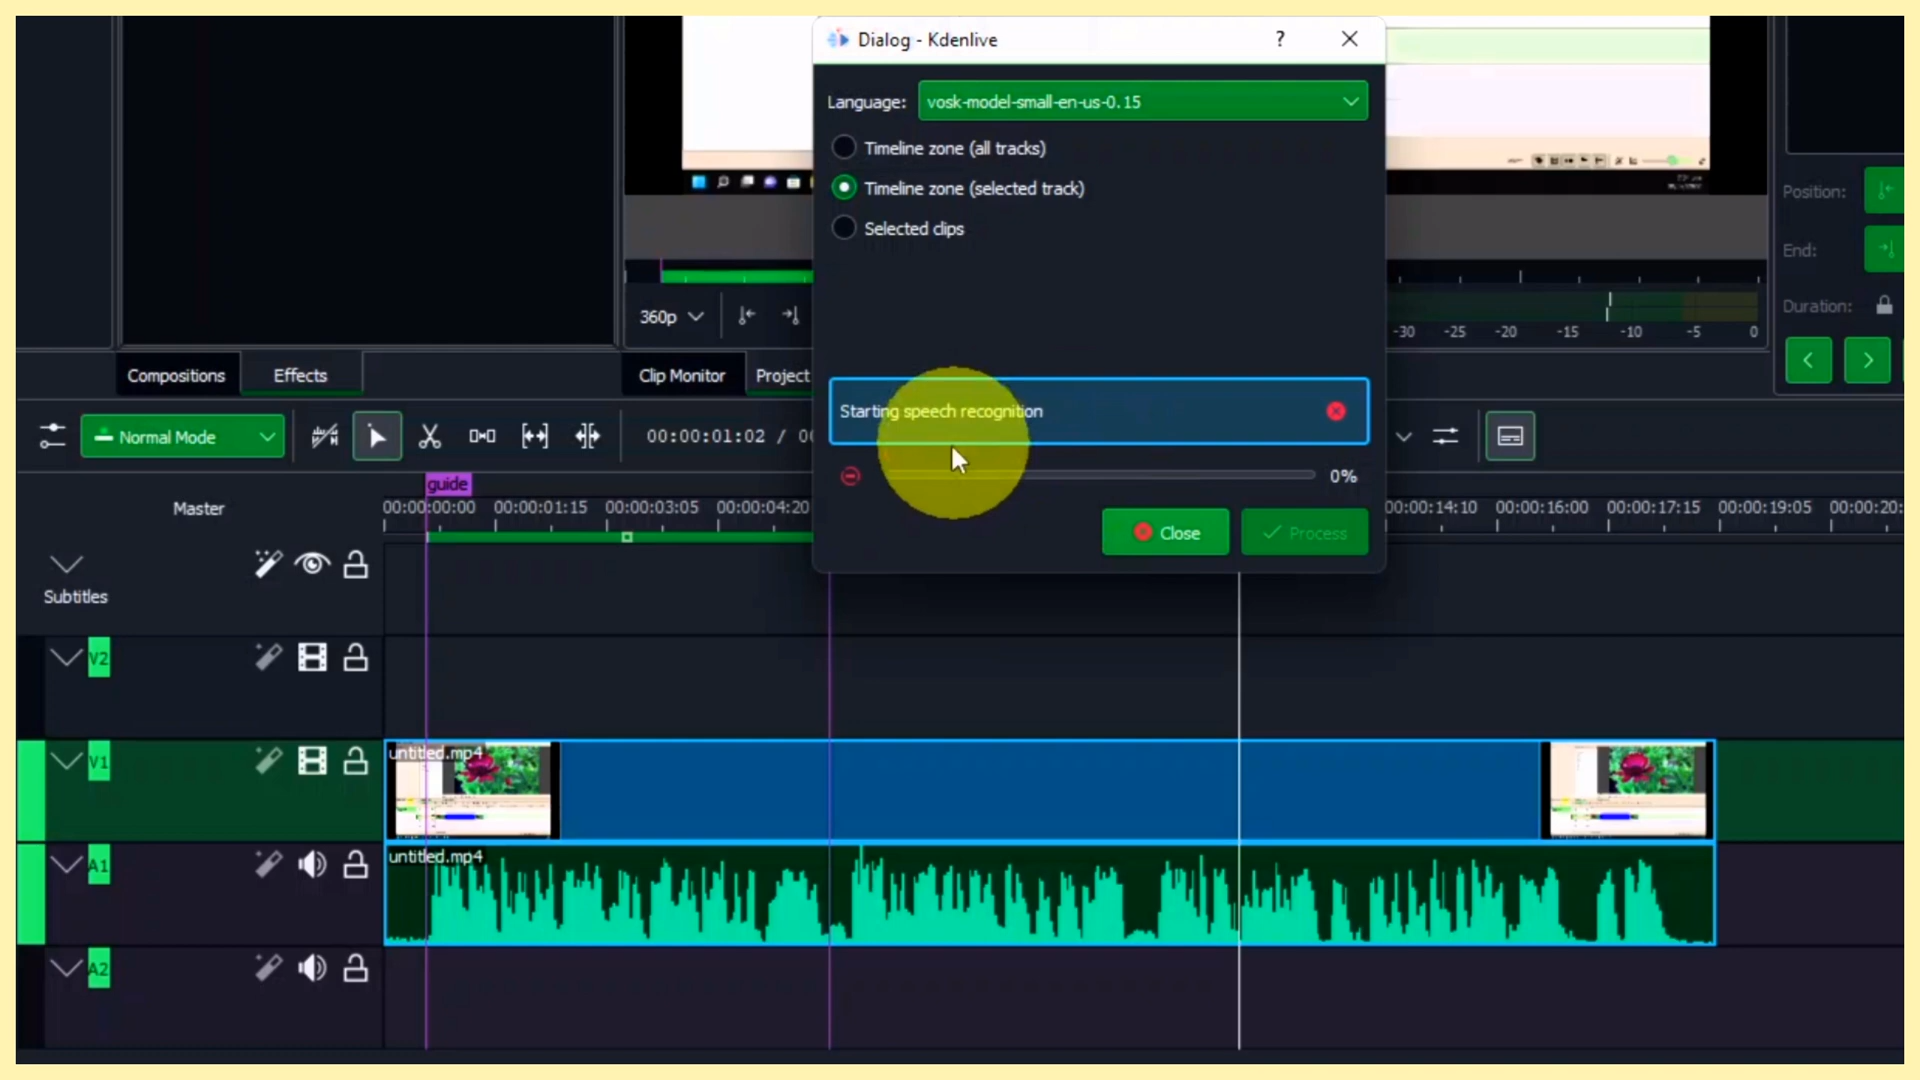 Dialog - Kdenlive
?
Language: vosk-model-small-en-us-0.15
Timeline zone (all tracks)
Timeline zone (selected track)
Selected clips
Position:
End:
Duration:
360p
-30 -25 -20 -15 -10 -5 0
Compositions Effects Clip Monitor Project
Starting speech recognition
Normal Mode
00:00:01:02 / 00
0%
guide
Master
00:00:00:00 00:00:01:15 00:00:03:05 00:00:04:20 00:00:14:10 00:00:16:00 00:00:17:15 00:00:19:05 00:00:20:
Close Process
Subtitles
V2
V1
untitled.mp4
A1
untitled.mp4
A2